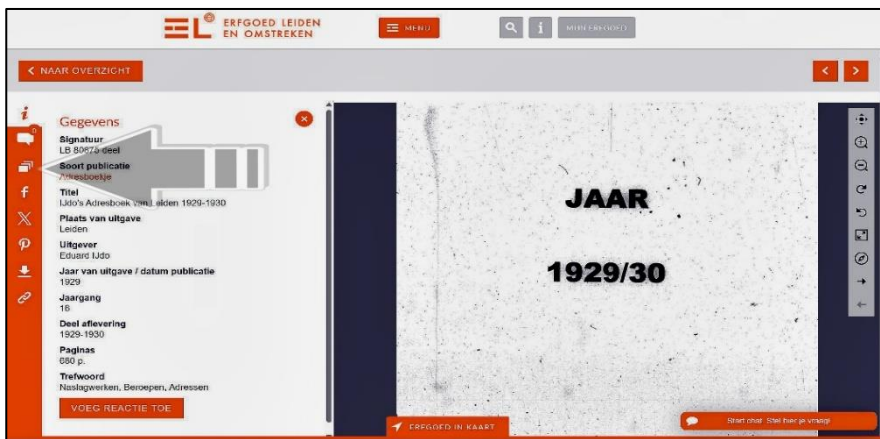 ERFGOED LEIDEN
EN OMSTREKEN
MENU
MIJN ERFGOED
NAAR OVERZICHT
Gegevens
Signatuur
LB 80675 deel
Soort publicatie
Adresboekje
Titel
IJdo's Adresboek van Leiden 1929-1930
Plaats van uitgave
Leiden
Uitgever
Eduard IJdo
Jaar van uitgave / datum publicatie
1929
Jaargang
16
Deel aflevering
1929-1930
Paginas
680 p.
Trefwoord
Naslagwerken, Beroepen, Adressen
VOEG REACTIE TOE
JAAR
1929/30
ERFGOED IN KAART
Start chat. Stel hier je vraag!